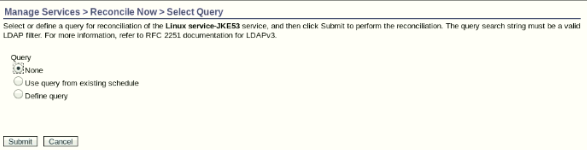 Manage Services > Reconcile Now > Select Query
Select or define a query for reconciliation of the Linux service-JKE53 service, and then click Submit to perform the reconciliation. The query search string must be a valid
LDAP filter. For more information, refer to RFC 2251 documentation for LDAPv3.
Query
None
Use query from existing schedule
Define query
Submit Cancel